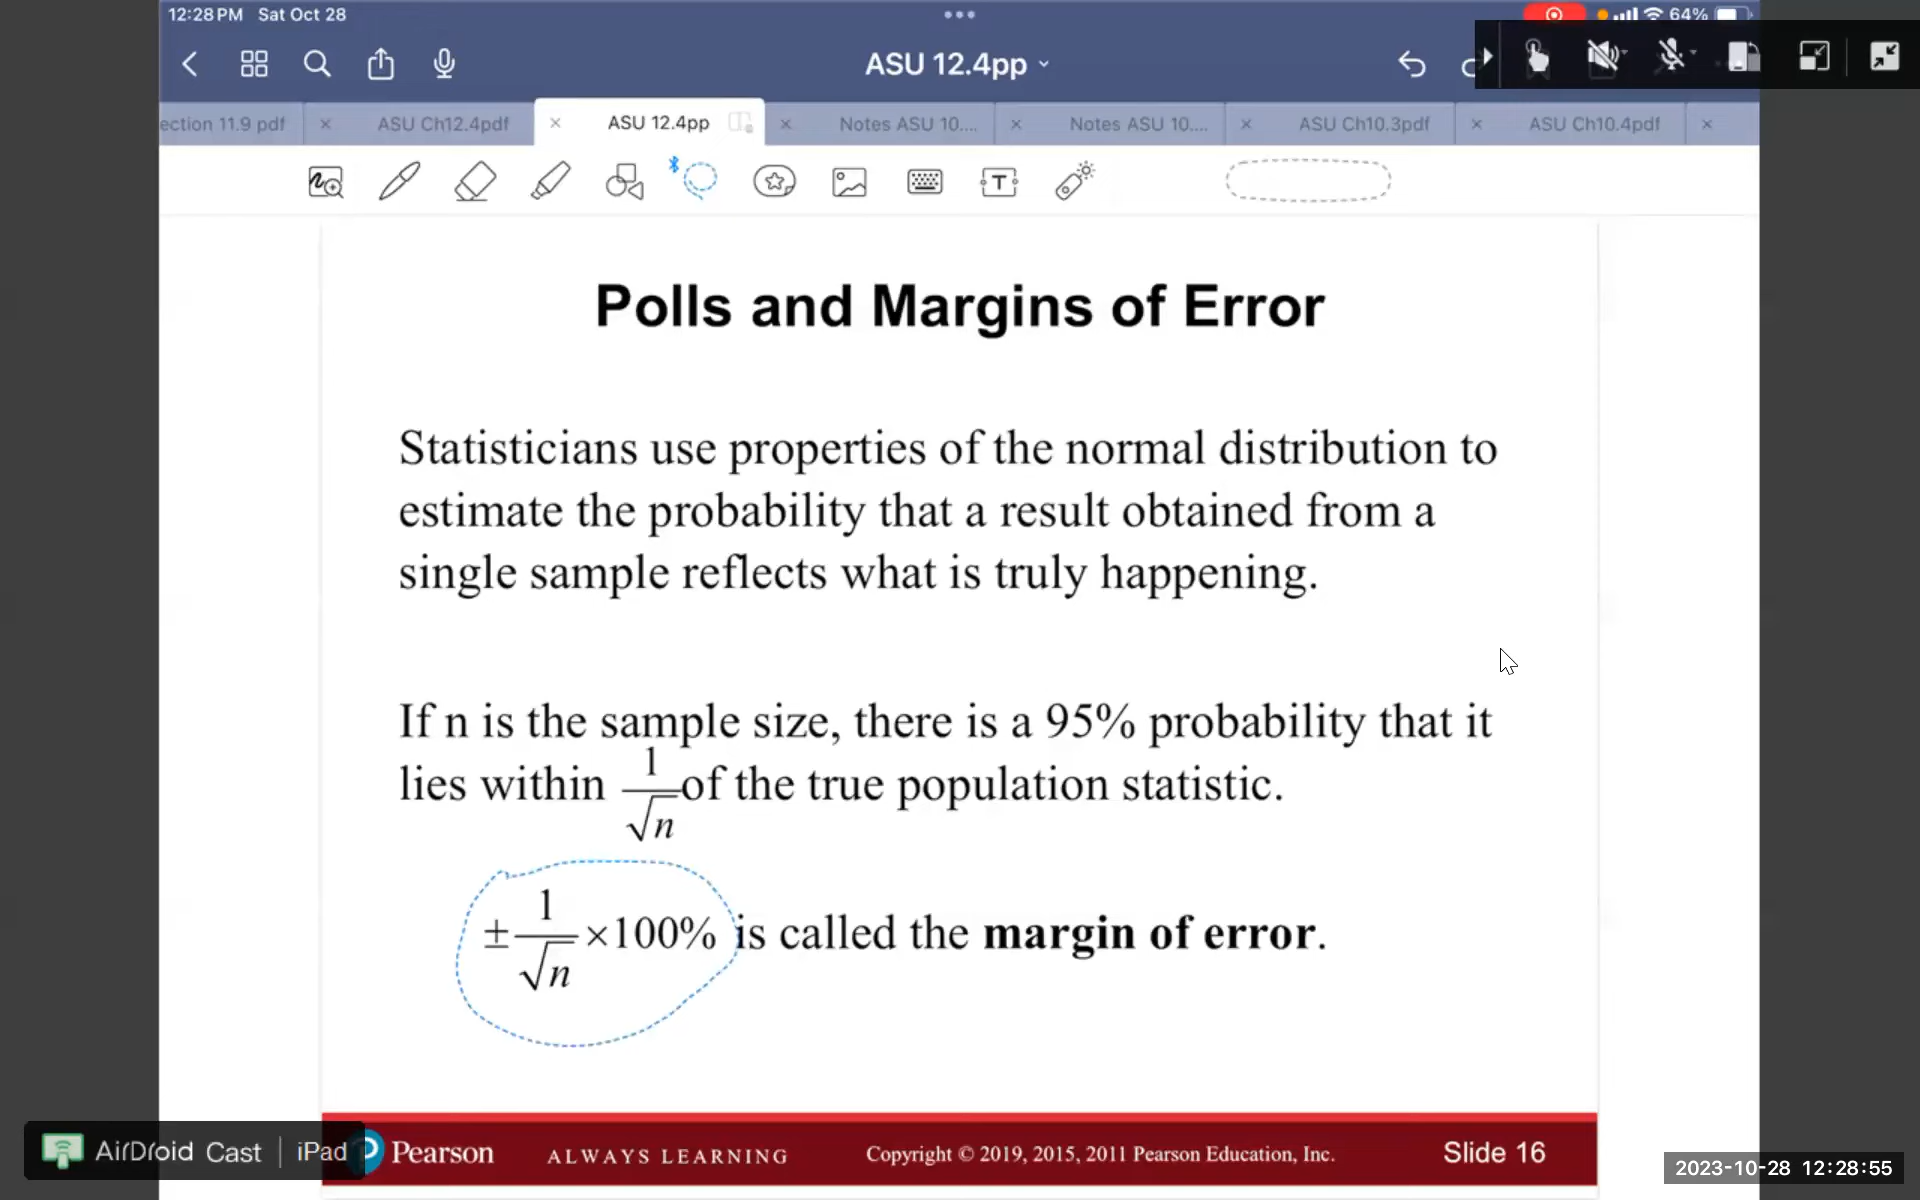 12:28 PM Sat Oct 28
64%
ASU 12.4pp
ection 11.9 pdf
ASU Ch12.4pdf
ASU 12.4pp
Notes ASU 10....
Notes ASU 10....
ASU Ch10.3pdf
ASU Ch10.4pdf
Polls and Margins of Error
Statisticians use properties of the normal distribution to
estimate the probability that a result obtained from a
single sample reflects what is truly happening.
If n is the sample size, there is a 95% probability that it
lies within 1/√n of the true population statistic.
± 1/√n ×100% is called the margin of error.
AirDroid Cast | iPad
Pearson
ALWAYS LEARNING
Copyright © 2019, 2015, 2011 Pearson Education, Inc.
Slide 16
2023-10-28 12:28:55